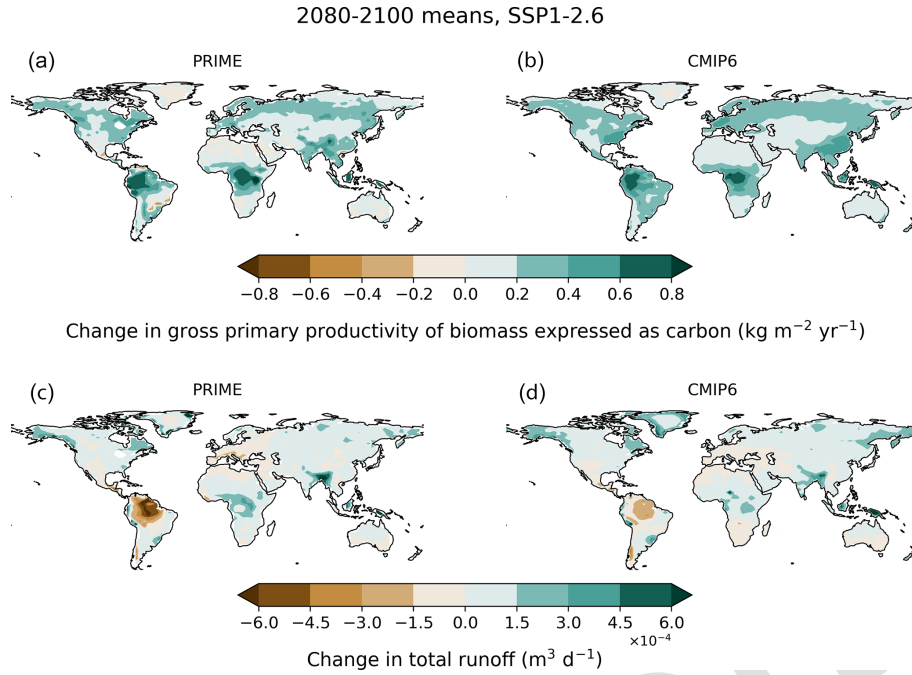 2080-2100 means, SSP1-2.6
(a) PRIME (b) CMIP6
−0.8 −0.6 −0.4 −0.2 0.0 0.2 0.4 0.6 0.8
Change in gross primary productivity of biomass expressed as carbon (kg m⁻² yr⁻¹)
(c) PRIME (d) CMIP6
−6.0 −4.5 −3.0 −1.5 0.0 1.5 3.0 4.5 6.0
×10⁻⁴
Change in total runoff (m³ d⁻¹)